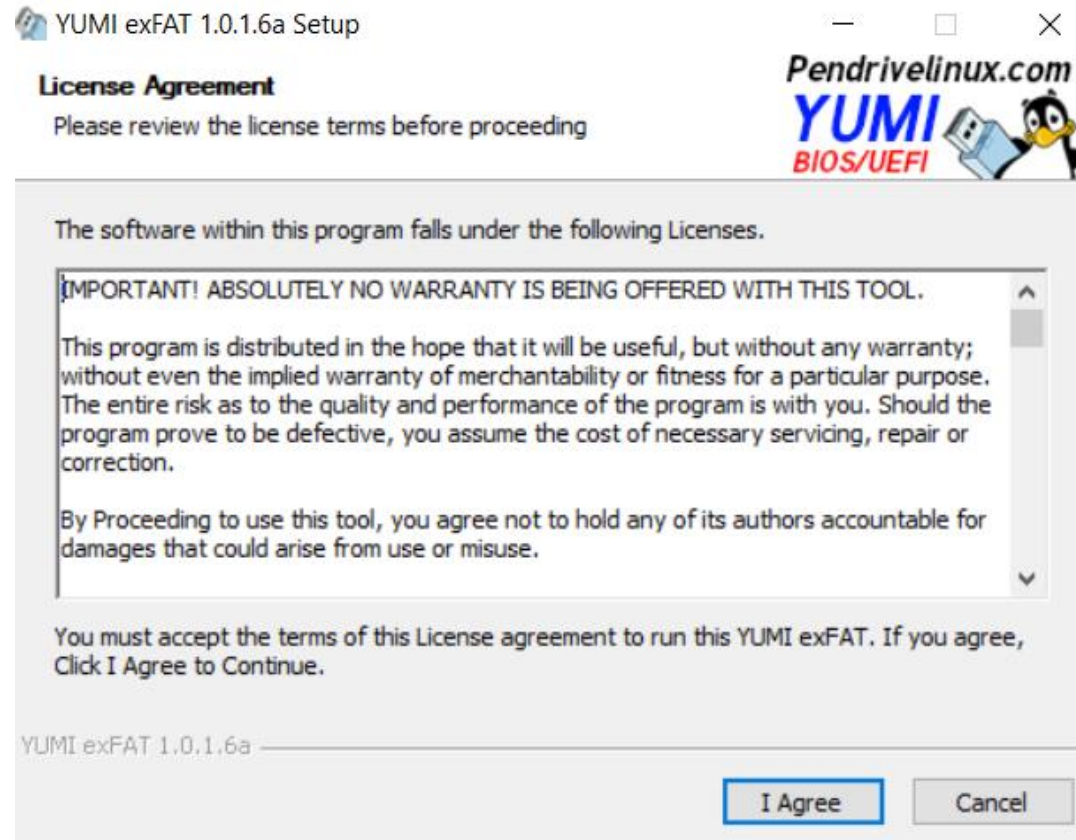 YUMI exFAT 1.0.1.6a Setup
License Agreement
Please review the license terms before proceeding
Pendrivelinux.com
YUMI
BIOS/UEFI
The software within this program falls under the following Licenses.
IMPORTANT! ABSOLUTELY NO WARRANTY IS BEING OFFERED WITH THIS TOOL.
This program is distributed in the hope that it will be useful, but without any warranty;
without even the implied warranty of merchantability or fitness for a particular purpose.
The entire risk as to the quality and performance of the program is with you. Should the
program prove to be defective, you assume the cost of necessary servicing, repair or
correction.
By Proceeding to use this tool, you agree not to hold any of its authors accountable for
damages that could arise from use or misuse.
You must accept the terms of this License agreement to run this YUMI exFAT. If you agree,
Click I Agree to Continue.
YUMI exFAT 1.0.1.6a
I Agree
Cancel